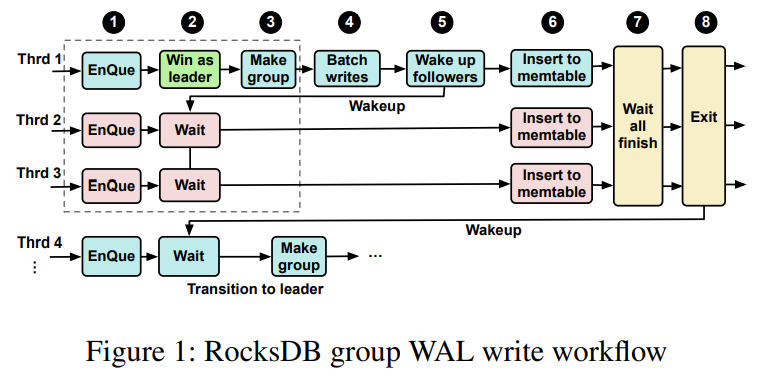 1 2 3 4 5 6 7 8
Thrd 1
EnQue
Win as
leader
Make
group
Batch
writes
Wake up
followers
Insert to
memtable
Wakeup
Thrd 2
EnQue
Wait
Insert to
memtable
Thrd 3
EnQue
Wait
Insert to
memtable
Wait
all
finish
Exit
Wakeup
Thrd 4
EnQue
Wait
Make
group
...
Transition to leader
Figure 1: RocksDB group WAL write workflow